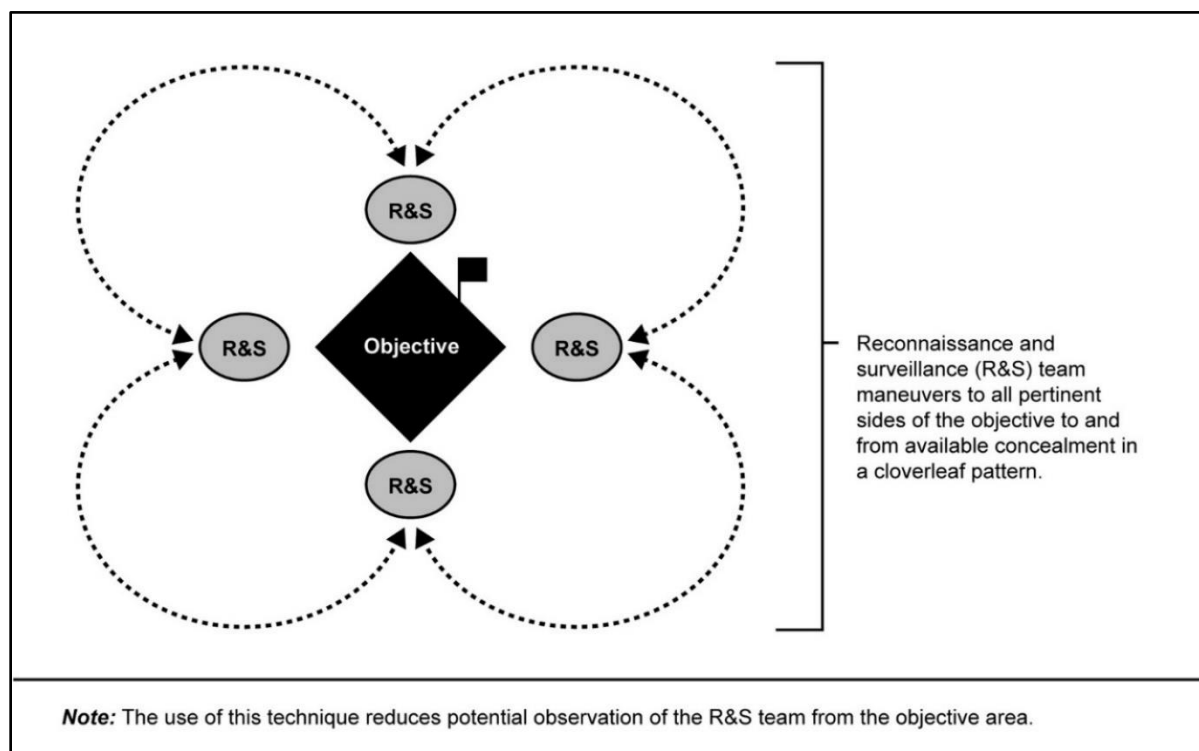 R&S
R&S
Objective
R&S
R&S
Reconnaissance and
surveillance (R&S) team
maneuvers to all pertinent
sides of the objective to and
from available concealment in
a cloverleaf pattern.
Note: The use of this technique reduces potential observation of the R&S team from the objective area.